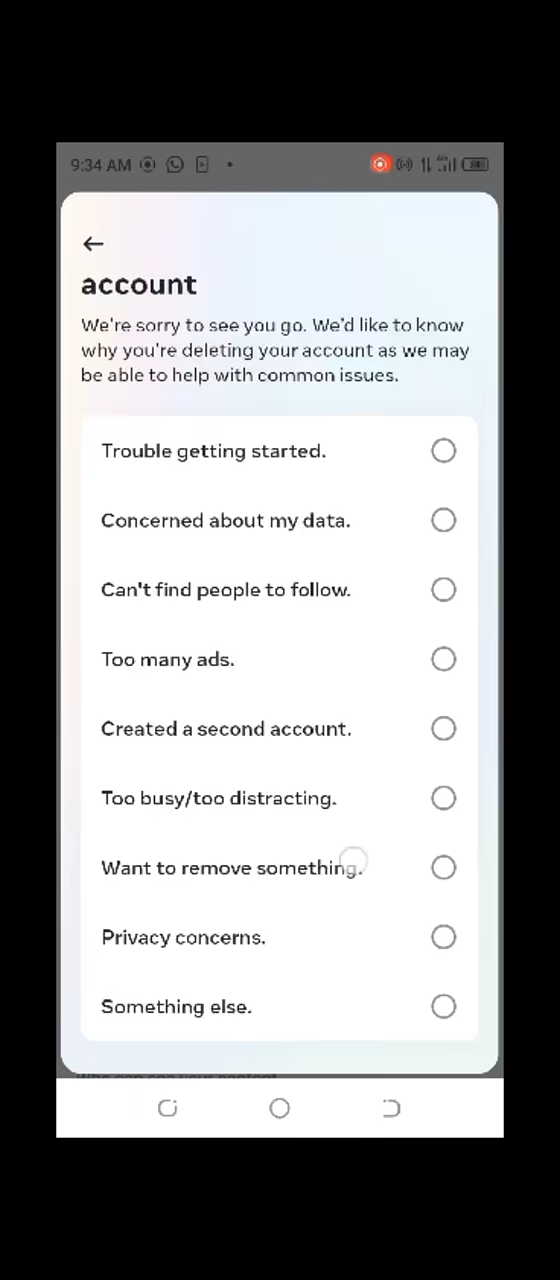 9:34 AM
account
We're sorry to see you go. We'd like to know
why you're deleting your account as we may
be able to help with common issues.
Trouble getting started.
Concerned about my data.
Can't find people to follow.
Too many ads.
Created a second account.
Too busy/too distracting.
Want to remove something.
Privacy concerns.
Something else.